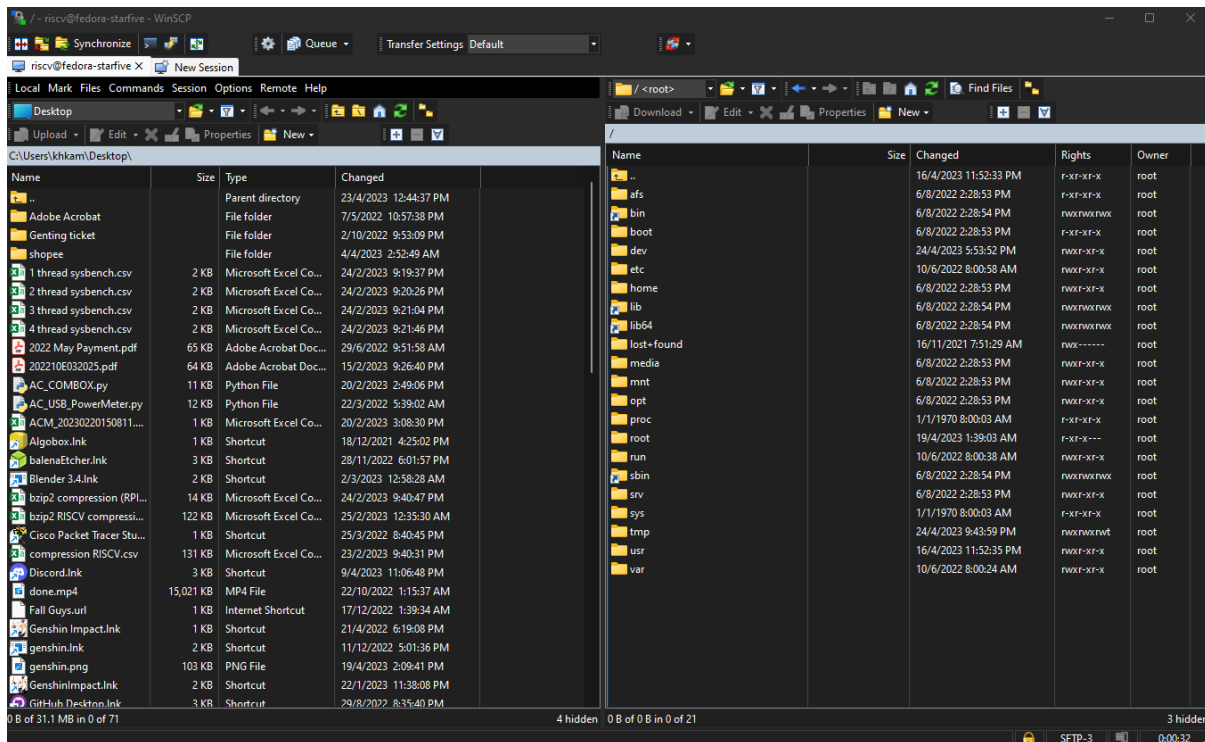 / - riscv@fedora-starfive - WinSCP
Synchronize Queue Transfer Settings Default
riscv@fedora-starfive X New Session
Local Mark Files Commands Session Options Remote Help
Desktop
Upload Edit Properties New
C:\Users\khkam\Desktop\
Name Size Type Changed
.. Parent directory 23/4/2023 12:44:37 PM
Adobe Acrobat File folder 7/5/2022 10:57:38 PM
Genting ticket File folder 2/10/2022 9:53:09 PM
shopee File folder 4/4/2023 2:52:49 AM
1 thread sysbench.csv 2 KB Microsoft Excel Co... 24/2/2023 9:19:37 PM
2 thread sysbench.csv 2 KB Microsoft Excel Co... 24/2/2023 9:20:26 PM
3 thread sysbench.csv 2 KB Microsoft Excel Co... 24/2/2023 9:21:04 PM
4 thread sysbench.csv 2 KB Microsoft Excel Co... 24/2/2023 9:21:46 PM
2022 May Payment.pdf 65 KB Adobe Acrobat Doc... 29/6/2022 9:51:58 AM
202210E032025.pdf 64 KB Adobe Acrobat Doc... 15/2/2023 9:26:40 PM
AC_COMBOX.py 11 KB Python File 20/2/2023 2:49:06 PM
AC_USB_PowerMeter.py 12 KB Python File 22/3/2023 5:39:02 AM
ACM_20230220150811.... 1 KB Microsoft Excel Co... 20/2/2023 3:08:30 PM
Algobox.lnk 1 KB Shortcut 18/12/2021 4:25:02 PM
balenaEtcher.lnk 3 KB Shortcut 28/11/2022 6:01:57 PM
Blender 3.4.lnk 2 KB Shortcut 2/3/2023 12:58:28 AM
bzip2 compression (RPI... 14 KB Microsoft Excel Co... 24/2/2023 9:40:47 PM
bzip2 RISCV compressi... 122 KB Microsoft Excel Co... 25/2/2023 12:35:30 AM
Cisco Packet Tracer Stu... 1 KB Shortcut 25/3/2022 8:40:45 PM
compression RISCV.csv 131 KB Microsoft Excel Co... 23/2/2023 9:40:31 PM
Discord.lnk 3 KB Shortcut 9/4/2023 11:06:48 PM
done.mp4 15,021 KB MP4 File 22/10/2022 1:15:37 AM
Fall Guys.url 1 KB Internet Shortcut 17/12/2022 1:39:34 AM
Genshin Impact.lnk 1 KB Shortcut 21/4/2022 6:19:08 PM
genshin.lnk 2 KB Shortcut 11/12/2022 5:01:36 PM
genshin.png 103 KB PNG File 19/4/2023 2:09:41 PM
GenshinImpact.lnk 2 KB Shortcut 22/1/2023 11:38:08 PM
GitHub Desktop.lnk 3 KB Shortcut 29/8/2022 8:35:40 PM
0 B of 31.1 MB in 0 of 71 4 hidden
/ <root> Find Files
Download Edit Properties New
/
Name Size Changed Rights Owner
.. 16/4/2023 11:52:33 PM r-xr-xr-x root
afs 6/8/2022 2:28:53 PM r-xr-xr-x root
bin 6/8/2022 2:28:54 PM rwxrwxrwx root
boot 6/8/2022 2:28:53 PM r-xr-xr-x root
dev 24/4/2023 5:53:52 PM rwxr-xr-x root
etc 10/6/2022 8:00:58 AM rwxr-xr-x root
home 6/8/2022 2:28:53 PM rwxr-xr-x root
lib 6/8/2022 2:28:54 PM rwxrwxrwx root
lib64 6/8/2022 2:28:54 PM rwxrwxrwx root
lost+found 16/11/2021 7:51:29 AM rwx------ root
media 6/8/2022 2:28:53 PM rwxr-xr-x root
mnt 6/8/2022 2:28:53 PM rwxr-xr-x root
opt 6/8/2022 2:28:53 PM rwxr-xr-x root
proc 1/1/1970 8:00:03 AM r-xr-xr-x root
root 19/4/2023 1:39:03 AM r-xr-x--- root
run 10/6/2022 8:00:38 AM rwxr-xr-x root
sbin 6/8/2022 2:28:54 PM rwxrwxrwx root
srv 6/8/2022 2:28:53 PM rwxr-xr-x root
sys 1/1/1970 8:00:03 AM r-xr-xr-x root
tmp 24/4/2023 9:43:59 PM rwxrwxrwt root
usr 16/4/2023 11:52:35 PM rwxr-xr-x root
var 10/6/2022 8:00:24 AM rwxr-xr-x root
0 B of 0 B in 0 of 21 3 hidden
SFTP-3 0:00:32